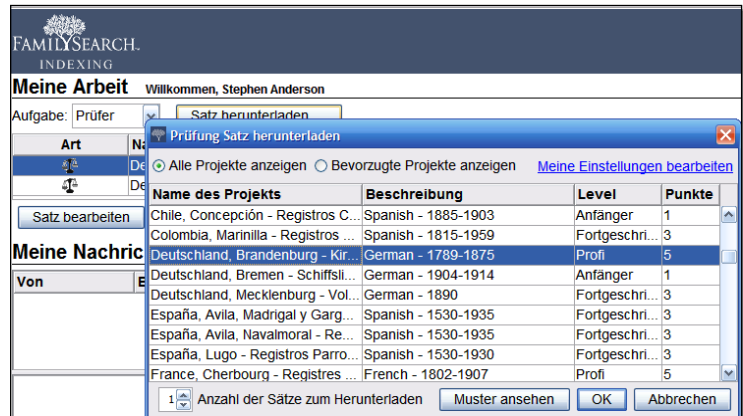 FAMILYSEARCH
INDEXING
Meine Arbeit Willkommen, Stephen Anderson
Aufgabe: Prüfer Satz herunterladen
Art
Satz bearbeiten
Meine Nachric
Von
Prüfung Satz herunterladen
Alle Projekte anzeigen Bevorzugte Projekte anzeigen Meine Einstellungen bearbeiten
Name des Projekts Beschreibung Level Punkte
Chile, Concepción - Registros C... Spanish - 1885-1903 Anfänger 1
Colombia, Marinilla - Registros ... Spanish - 1815-1959 Fortgeschri... 3
Deutschland, Brandenburg - Kir... German - 1789-1875 Profi 5
Deutschland, Bremen - Schiffsli... German - 1904-1914 Anfänger 1
Deutschland, Mecklenburg - Vol... German - 1890 Fortgeschri... 3
España, Avila, Madrigal y Garg... Spanish - 1530-1935 Fortgeschri... 3
España, Avila, Navalmoral - Re... Spanish - 1530-1935 Fortgeschri... 3
España, Lugo - Registros Parro... Spanish - 1530-1930 Fortgeschri... 3
France, Cherbourg - Registres ... French - 1802-1907 Profi 5
1 Anzahl der Sätze zum Herunterladen Muster ansehen OK Abbrechen